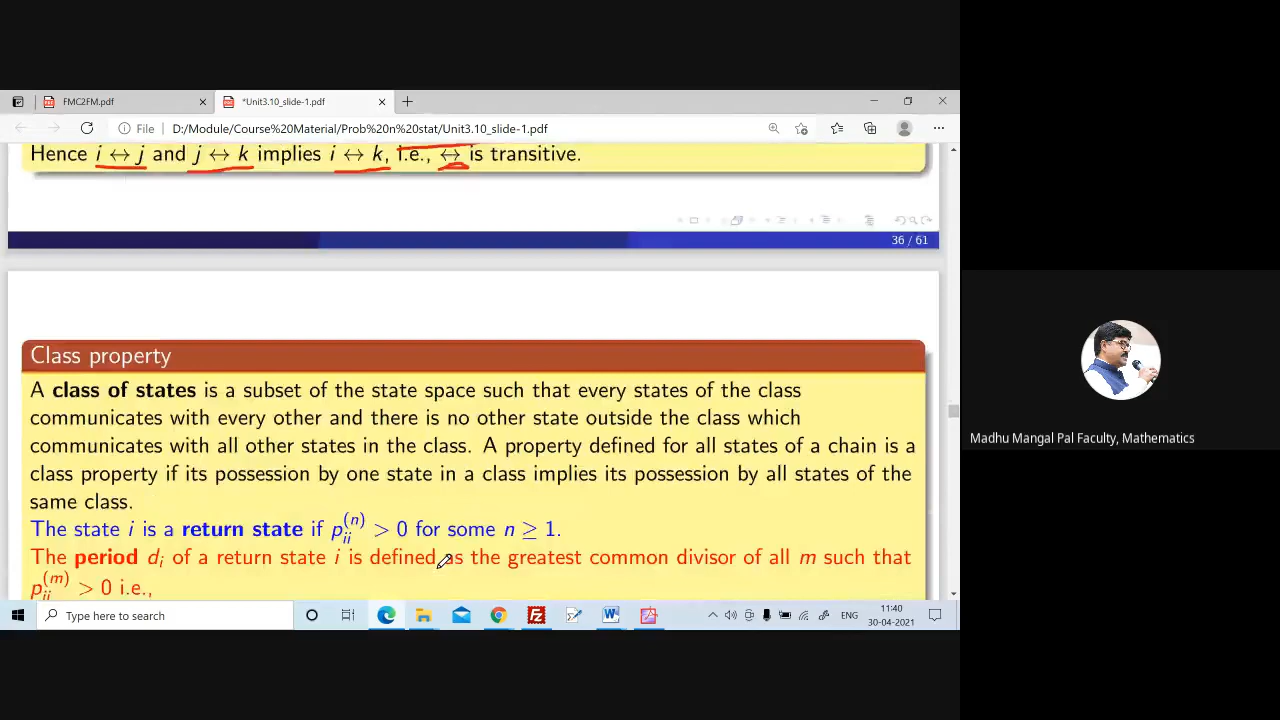 FMC2FM.pdf
*Unit3.10_slide-1.pdf
File
D:/Module/Course%20Material/Prob%20n%20stat/Unit3.10_slide-1.pdf
Hence i ↔ j and j ↔ k implies i ↔ k, i.e., ↔ is transitive.
36 / 61
Class property
A class of states is a subset of the state space such that every states of the class
communicates with every other and there is no other state outside the class which
communicates with all other states in the class. A property defined for all states of a chain is a
class property if its possession by one state in a class implies its possession by all states of the
same class.
The state i is a return state if p_{ii}^{(n)} > 0 for some n ≥ 1.
The period d_i of a return state i is defined as the greatest common divisor of all m such that
p_{ii}^{(m)} > 0 i.e.,
Madhu Mangal Pal Faculty, Mathematics
Type here to search
ENG
11:40
30-04-2021